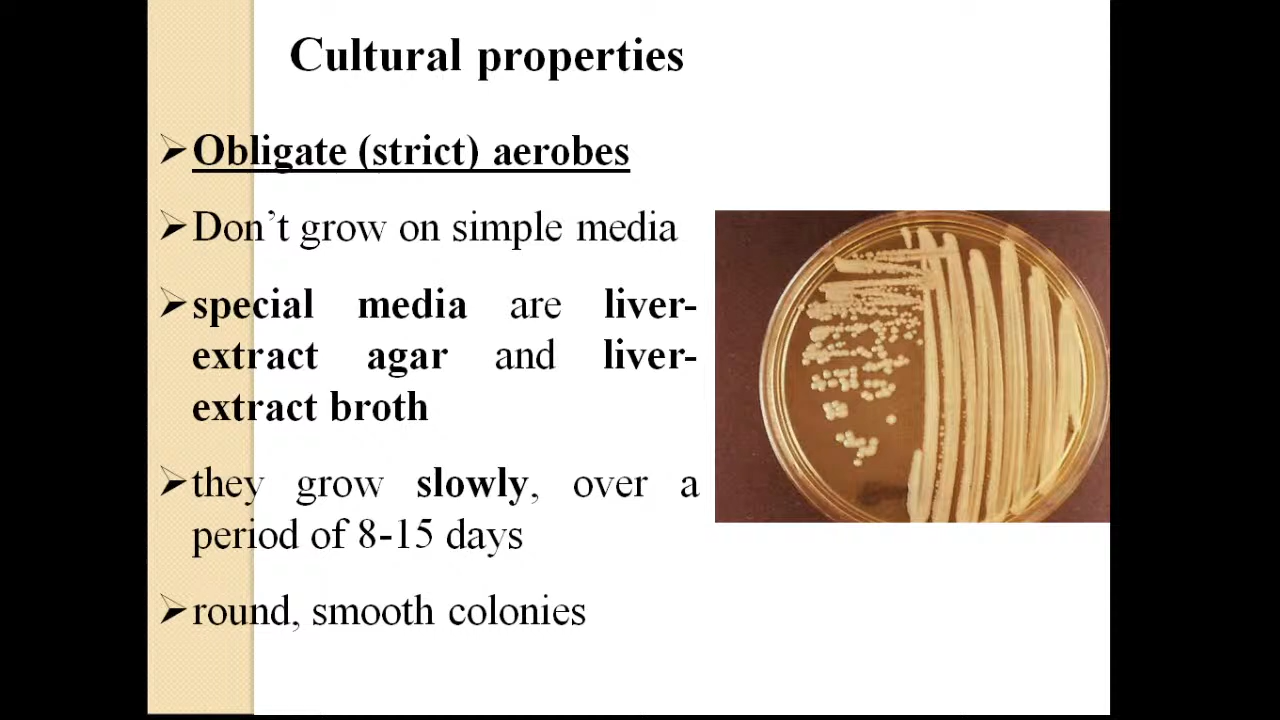 Cultural properties
➢Obligate (strict) aerobes
➢Don’t grow on simple media
➢special media are liver-
extract agar and liver-
extract broth
➢they grow slowly, over a
period of 8-15 days
➢round, smooth colonies